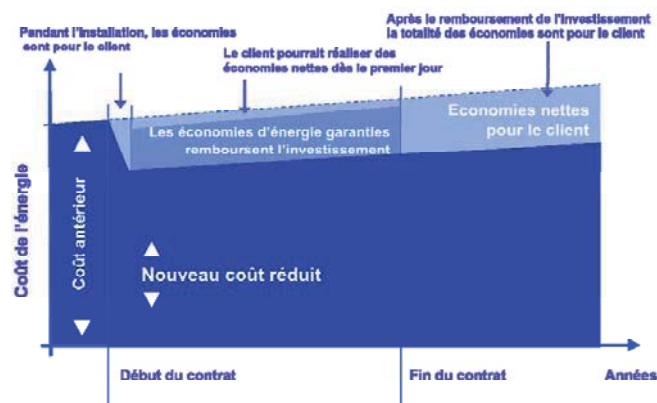 Pendant l'installation, les économies
sont pour le client
Après le remboursement de l'investissement
la totalité des économies sont pour le client
Le client pourrait réaliser des
économies nettes dès le premier jour
Les économies d'énergie garanties
remboursent l'investissement
Economies nettes
pour le client
Coût de l'énergie
Coût antérieur
Nouveau coût réduit
Début du contrat
Fin du contrat
Années